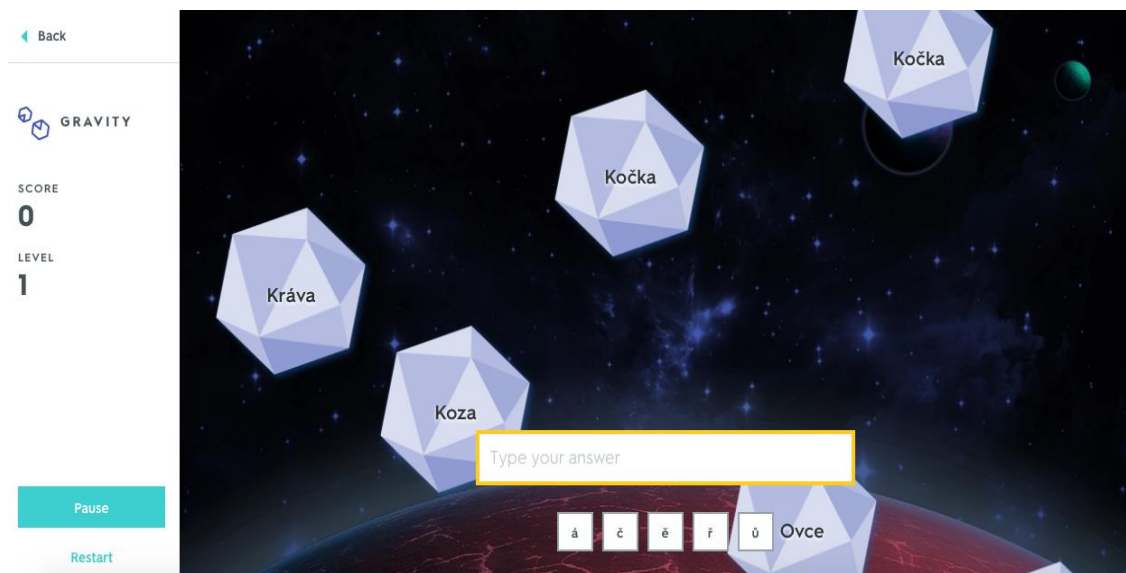 Back
GRAVITY
SCORE
0
LEVEL
1
Pause
Restart
Kočka
Kočka
Kráva
Koza
Type your answer
á č ě ř ů
Ovce